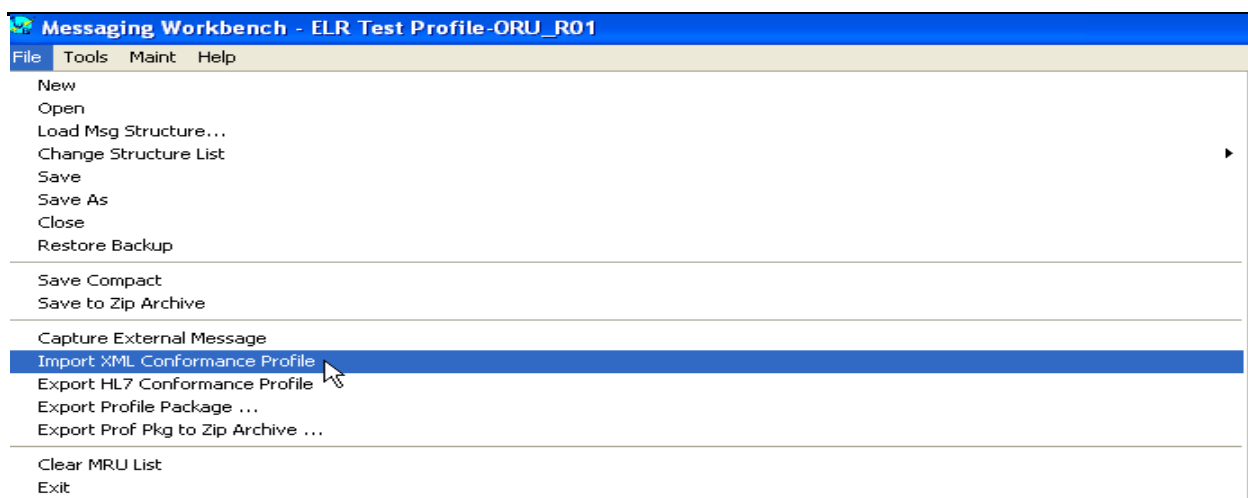 Messaging Workbench - ELR Test Profile-ORU_R01
File Tools Maint Help
New
Open
Load Msg Structure...
Change Structure List
Save
Save As
Close
Restore Backup
Save Compact
Save to Zip Archive
Capture External Message
Import XML Conformance Profile
Export HL7 Conformance Profile
Export Profile Package ...
Export Prof Pkg to Zip Archive ...
Clear MRU List
Exit